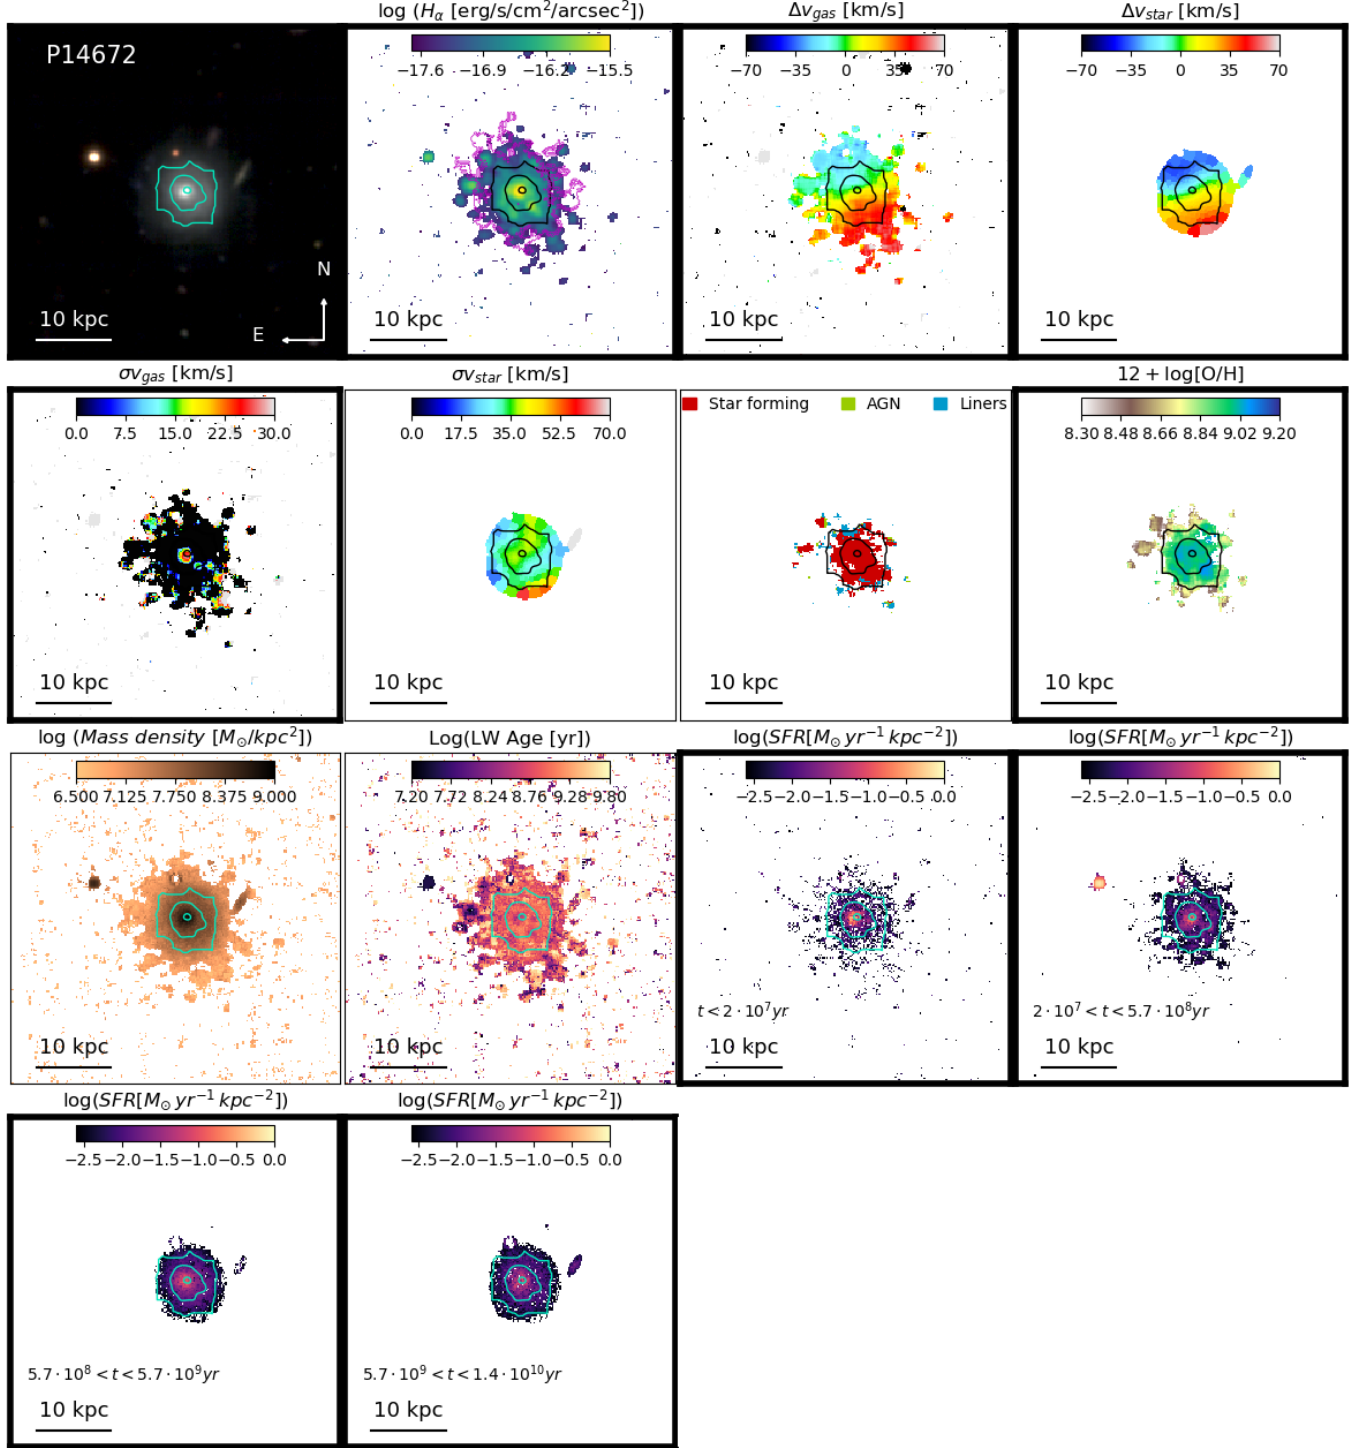 log (Hα [erg/s/cm²/arcsec²])
Δv_gas [km/s]
Δv_star [km/s]
P14672
−17.6 −16.9 −16.2 −15.5
−70 −35 0 35 70
−70 −35 0 35 70
N
E
10 kpc
10 kpc
10 kpc
10 kpc
σv_gas [km/s]
σv_star [km/s]
12 + log[O/H]
Star forming AGN Liners
0.0 7.5 15.0 22.5 30.0
0.0 17.5 35.0 52.5 70.0
8.30 8.48 8.66 8.84 9.02 9.20
10 kpc
10 kpc
10 kpc
10 kpc
log (Mass density [M⊙/kpc²])
Log(LW Age [yr])
log(SFR[M⊙ yr⁻¹ kpc⁻²])
log(SFR[M⊙ yr⁻¹ kpc⁻²])
6.500 7.125 7.750 8.375 9.000
7.20 7.72 8.24 8.76 9.28 9.80
−2.5 −2.0 −1.5 −1.0 −0.5 0.0
−2.5 −2.0 −1.5 −1.0 −0.5 0.0
t < 2 · 10⁷yr
2 · 10⁷ < t < 5.7 · 10⁸yr
10 kpc
10 kpc
10 kpc
10 kpc
log(SFR[M⊙ yr⁻¹ kpc⁻²])
log(SFR[M⊙ yr⁻¹ kpc⁻²])
−2.5 −2.0 −1.5 −1.0 −0.5 0.0
−2.5 −2.0 −1.5 −1.0 −0.5 0.0
5.7 · 10⁸ < t < 5.7 · 10⁹yr
5.7 · 10⁹ < t < 1.4 · 10¹⁰yr
10 kpc
10 kpc